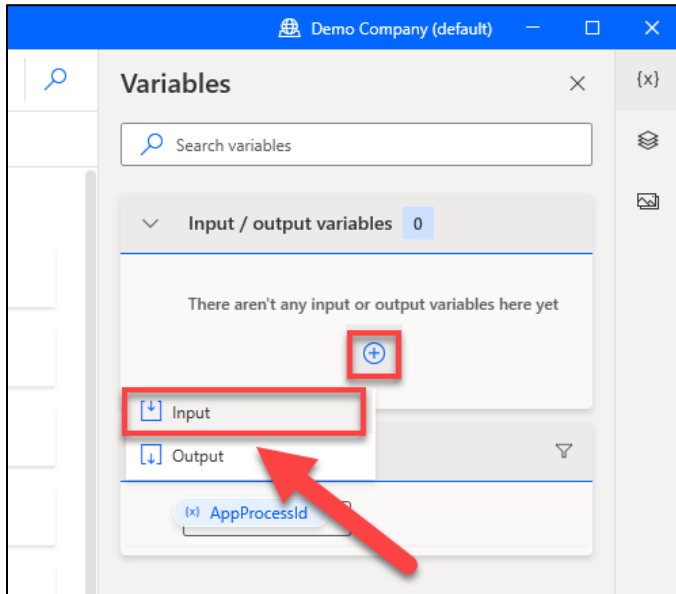 Demo Company (default)
Variables
{x}
Search variables
Input / output variables 0
There aren't any input or output variables here yet
Input
Output
(x) AppProcessId